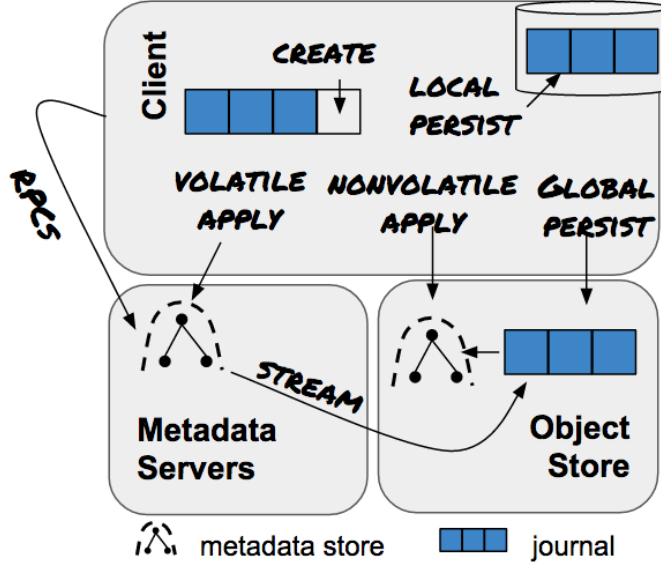 Client
CREATE
LOCAL
PERSIST
RPCS
VOLATILE
APPLY
NONVOLATILE
APPLY
GLOBAL
PERSIST
STREAM
Metadata
Servers
Object
Store
metadata store
journal